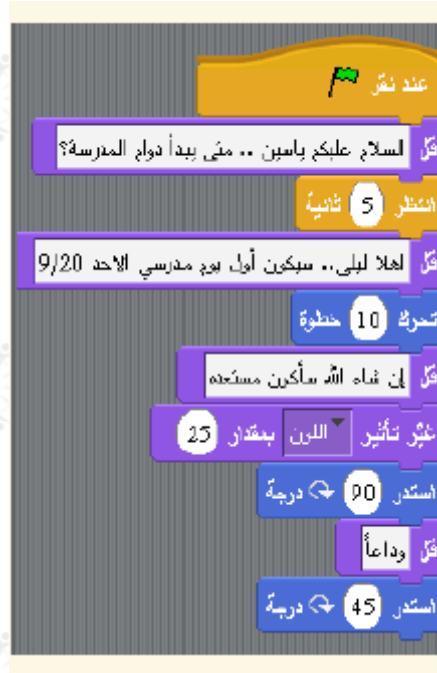 عند نقر
قل السلام عليكم ياسين .. متى يبدأ دوام المدرسة؟
انتظر 5 ثانية
قل اهلا ليلى.. سيكون أول يوم مدرسي الاحد 9/20
تحرك 10 خطوة
قل إن شاء الله سأكون مستعده
غيّر تأثير اللون بمقدار 25
استدر 90 درجة
قل وداعاً
استدر 45 درجة